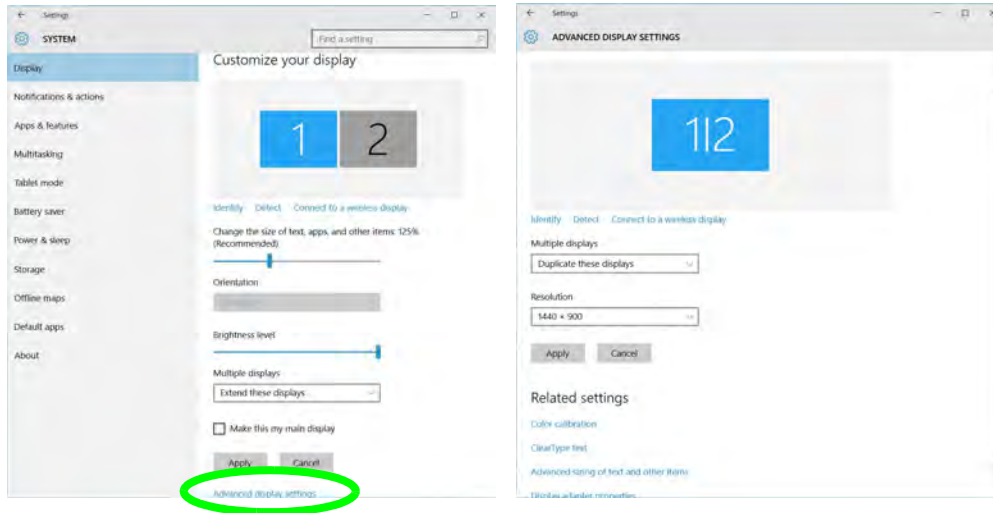 Settings
SYSTEM
Find a setting
Display
Notifications & actions
Apps & features
Multitasking
Tablet mode
Battery saver
Power & sleep
Storage
Offline maps
Default apps
About
Customize your display
1 2
Identify Detect Connect to a wireless display
Change the size of text, apps, and other items: 125%
(Recommended)
Orientation
Brightness level
Multiple displays
Extend these displays
Make this my main display
Apply Cancel
Advanced display settings
Settings
ADVANCED DISPLAY SETTINGS
1|2
Identify Detect Connect to a wireless display
Multiple displays
Duplicate these displays
Resolution
1440 × 900
Apply Cancel
Related settings
Color calibration
ClearType text
Advanced sizing of text and other items
Display adapter properties